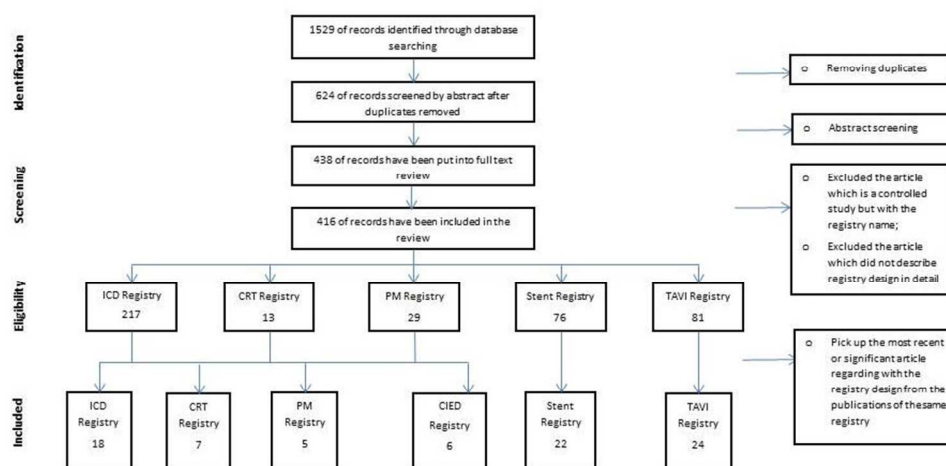 Identification
1529 of records identified through database
searching
o Removing duplicates
624 of records screened by abstract after
duplicates removed
o Abstract screening
Screening
438 of records have been put into full text
review
o Excluded the article
which is a controlled
study but with the
registry name;
o Excluded the article
which did not describe
registry design in detail
416 of records have been included in the
review
Eligibility
ICD Registry
217
CRT Registry
13
PM Registry
29
Stent Registry
76
TAVI Registry
81
o Pick up the most recent
or significant article
regarding with the
registry design from the
publications of the same
registry
Included
ICD
Registry
18
CRT
Registry
7
PM
Registry
5
CIED
Registry
6
Stent
Registry
22
TAVI
Registry
24